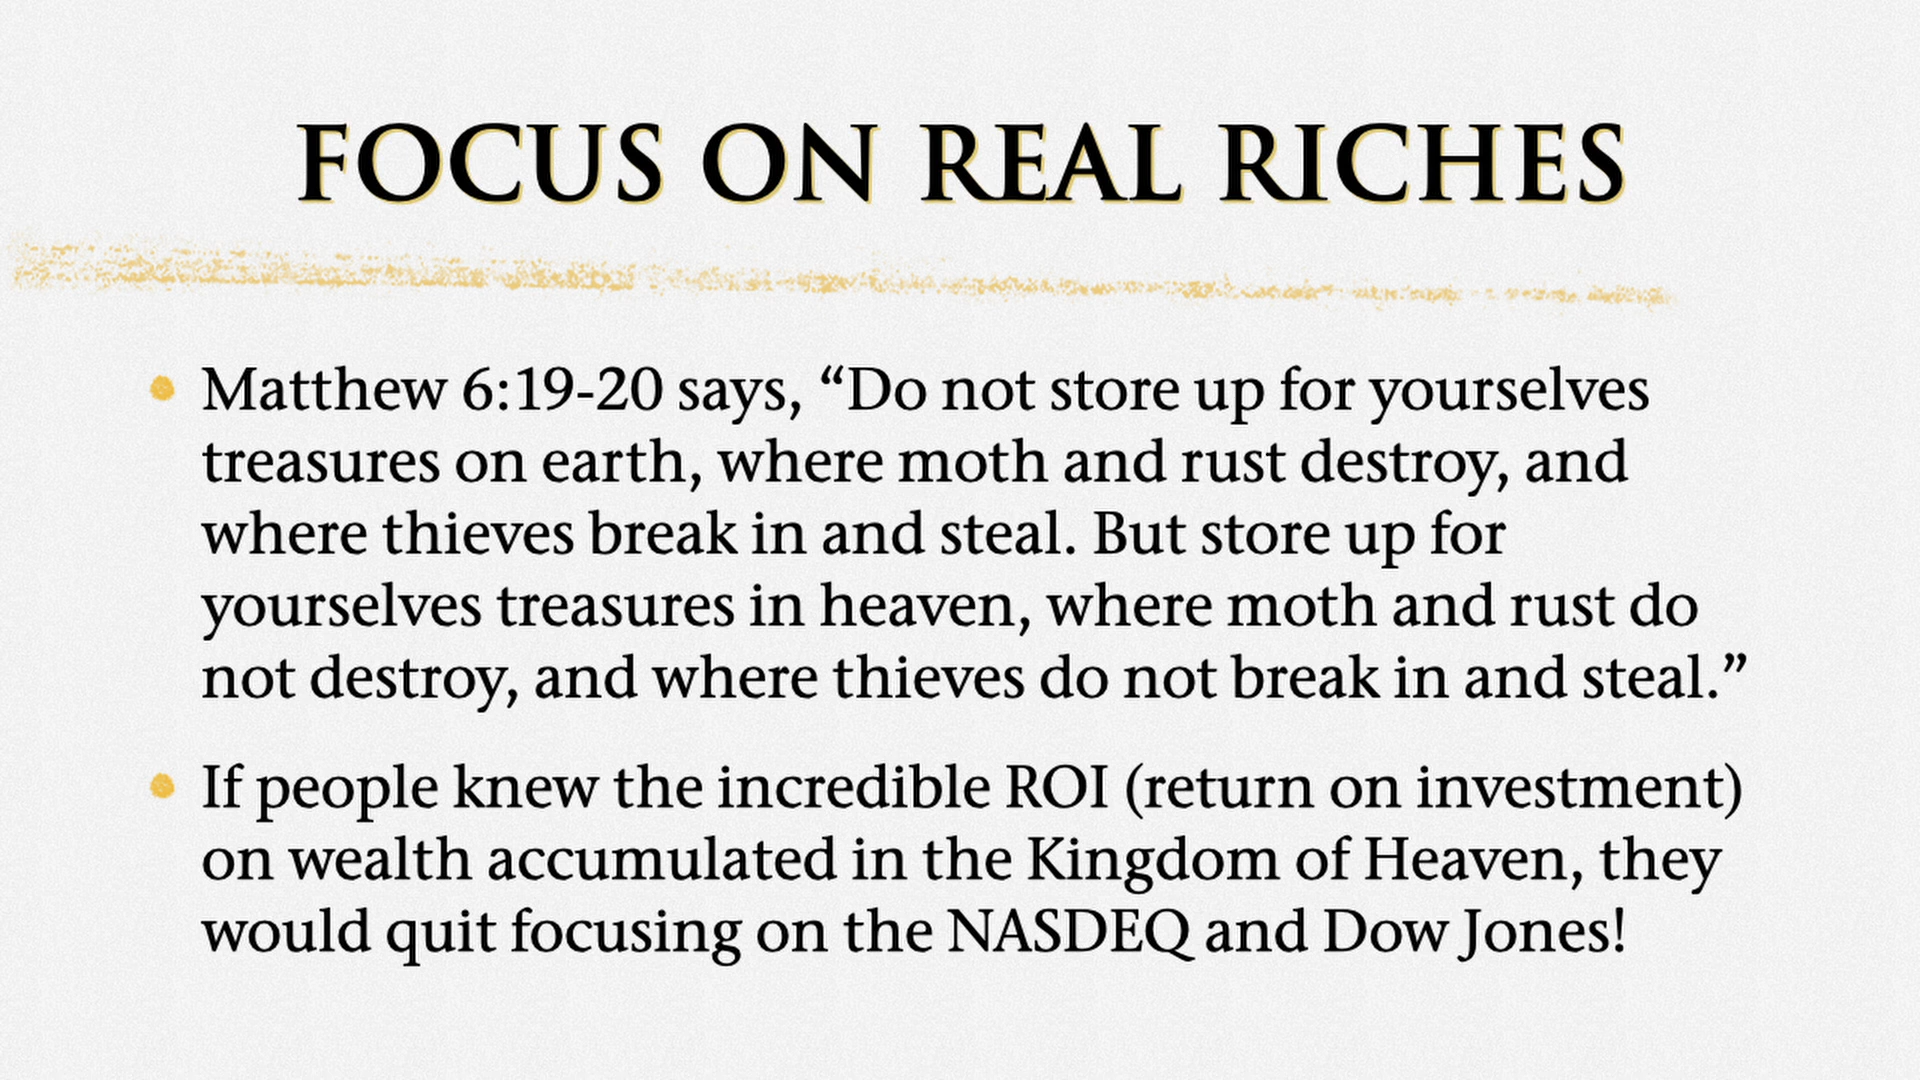 FOCUS ON REAL RICHES
Matthew 6:19-20 says, “Do not store up for yourselves
treasures on earth, where moth and rust destroy, and
where thieves break in and steal. But store up for
yourselves treasures in heaven, where moth and rust do
not destroy, and where thieves do not break in and steal.”
If people knew the incredible ROI (return on investment)
on wealth accumulated in the Kingdom of Heaven, they
would quit focusing on the NASDEQ and Dow Jones!